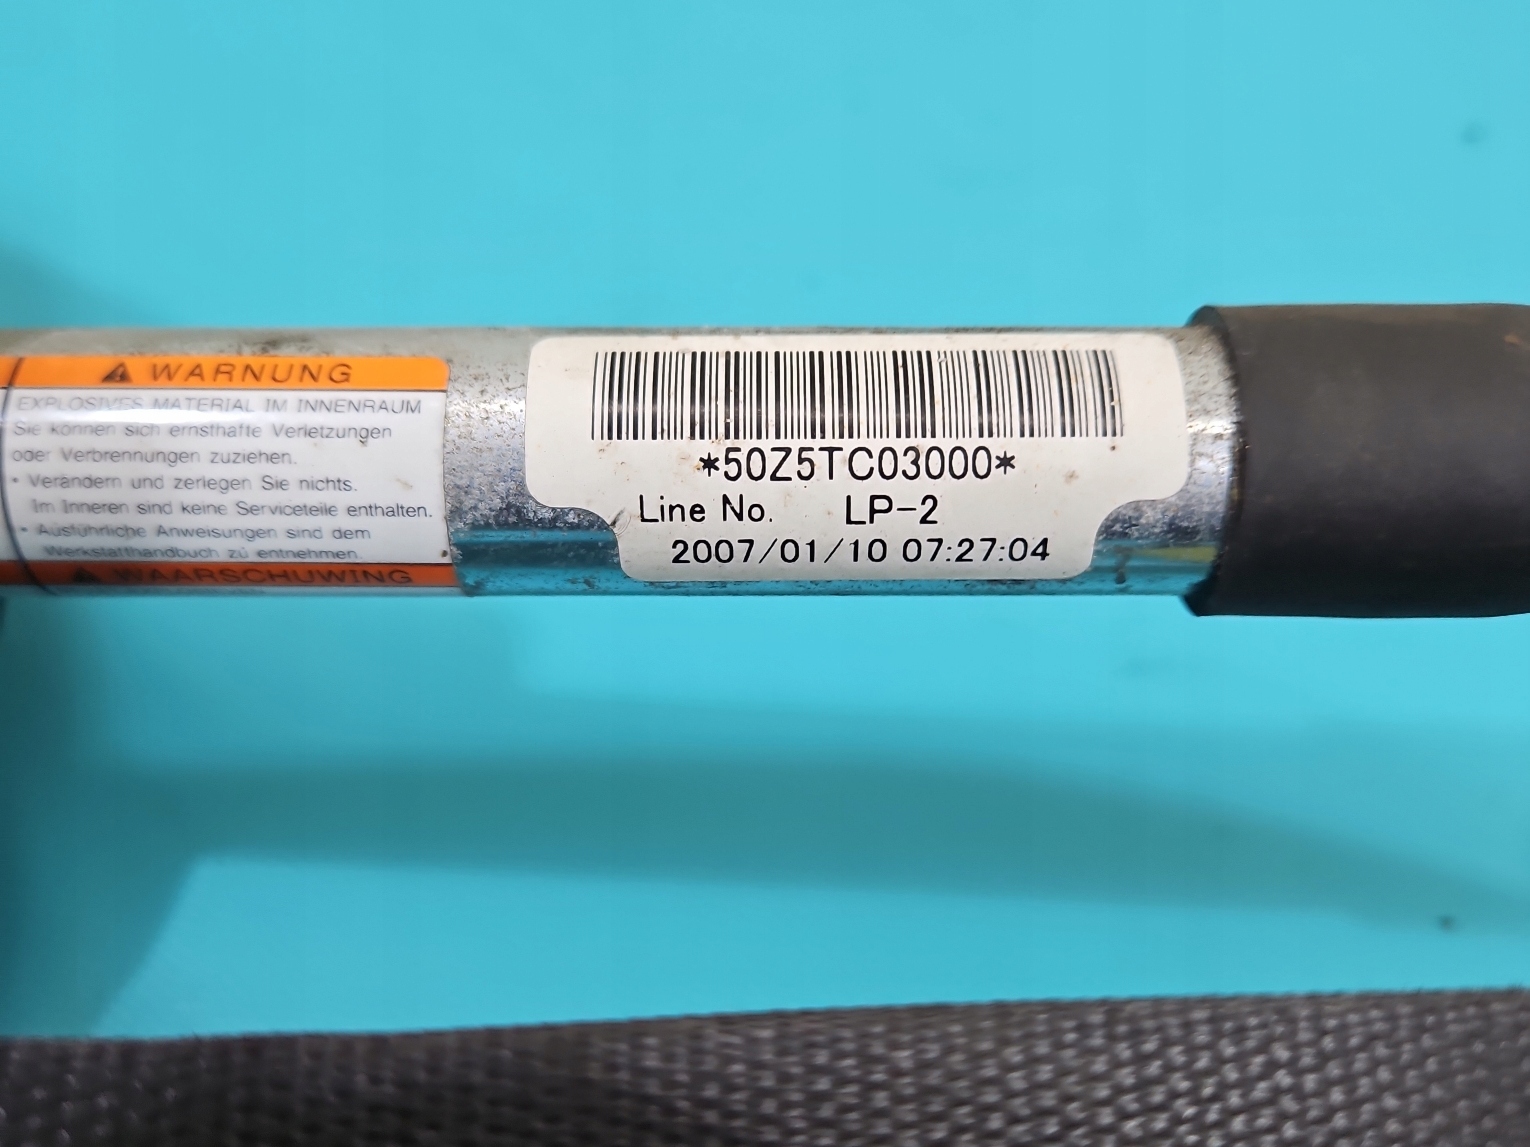 WARNUNG
EXPLOSIVES MATERIAL IM INNENRAUM
Sie können sich ernsthafte Verletzungen
oder Verbrennungen zuziehen.
• Verändern und zerlegen Sie nichts.
Im Inneren sind keine Serviceteile enthalten.
• Ausführliche Anweisungen sind dem
Werkstatthandbuch zu entnehmen.
WAARSCHUWING
*50Z5TC03000*
Line No. LP-2
2007/01/10 07:27:04